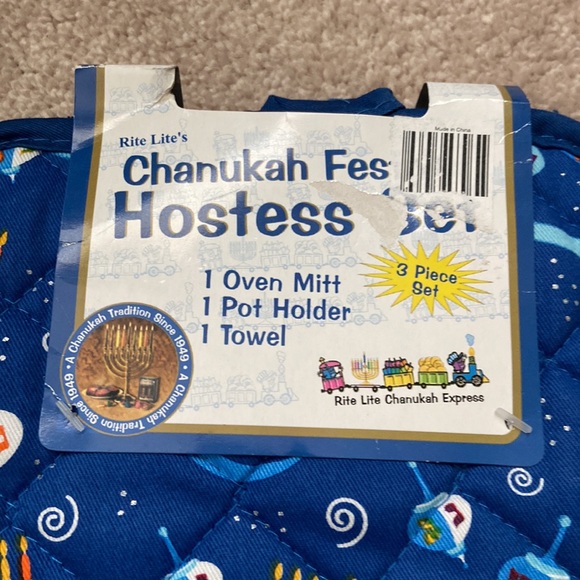 Rite Lite's
Made in China
Chanukah Fes
Hostess Set
1 Oven Mitt
1 Pot Holder
1 Towel
3 Piece
Set
A Chanukah Tradition Since 1949 • A Chanukah Tradition Since 1949 •
Rite Lite Chanukah Express